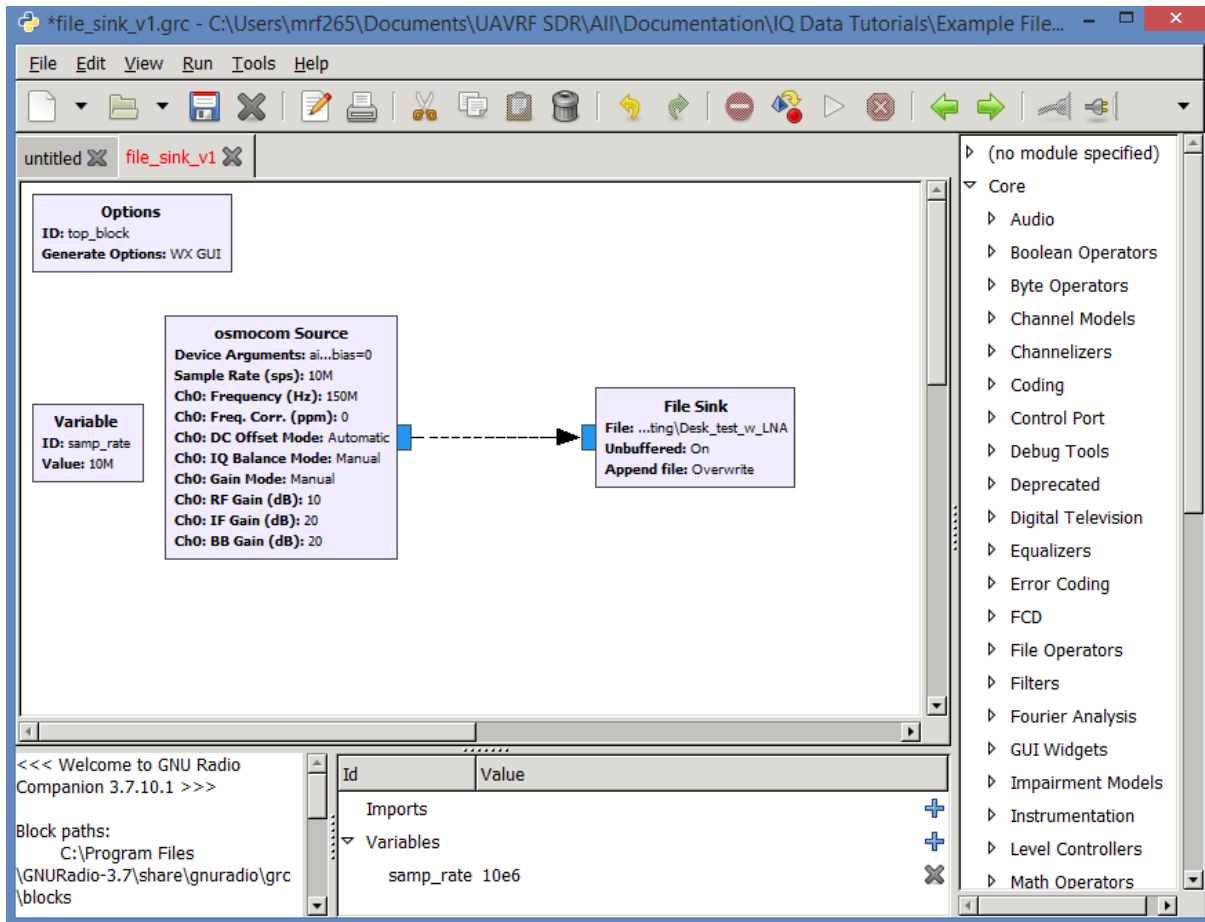 *file_sink_v1.grc - C:\Users\mrf265\Documents\UAVRF SDR\All\Documentation\IQ Data Tutorials\Example File...
File Edit View Run Tools Help
untitled file_sink_v1
Options
ID: top_block
Generate Options: WX GUI
osmocom Source
Device Arguments: ai...bias=0
Sample Rate (sps): 10M
Ch0: Frequency (Hz): 150M
Ch0: Freq. Corr. (ppm): 0
Ch0: DC Offset Mode: Automatic
Ch0: IQ Balance Mode: Manual
Ch0: Gain Mode: Manual
Ch0: RF Gain (dB): 10
Ch0: IF Gain (dB): 20
Ch0: BB Gain (dB): 20
Variable
ID: samp_rate
Value: 10M
File Sink
File: ...ting\Desk_test_w_LNA
Unbuffered: On
Append file: Overwrite
(no module specified)
Core
Audio
Boolean Operators
Byte Operators
Channel Models
Channelizers
Coding
Control Port
Debug Tools
Deprecated
Digital Television
Equalizers
Error Coding
FCD
File Operators
Filters
Fourier Analysis
GUI Widgets
Impairment Models
Instrumentation
Level Controllers
Math Operators
<<< Welcome to GNU Radio
Companion 3.7.10.1 >>>
Block paths:
C:\Program Files
\GNURadio-3.7\share\gnuradio\grc
\blocks
Id Value
Imports
Variables
samp_rate 10e6